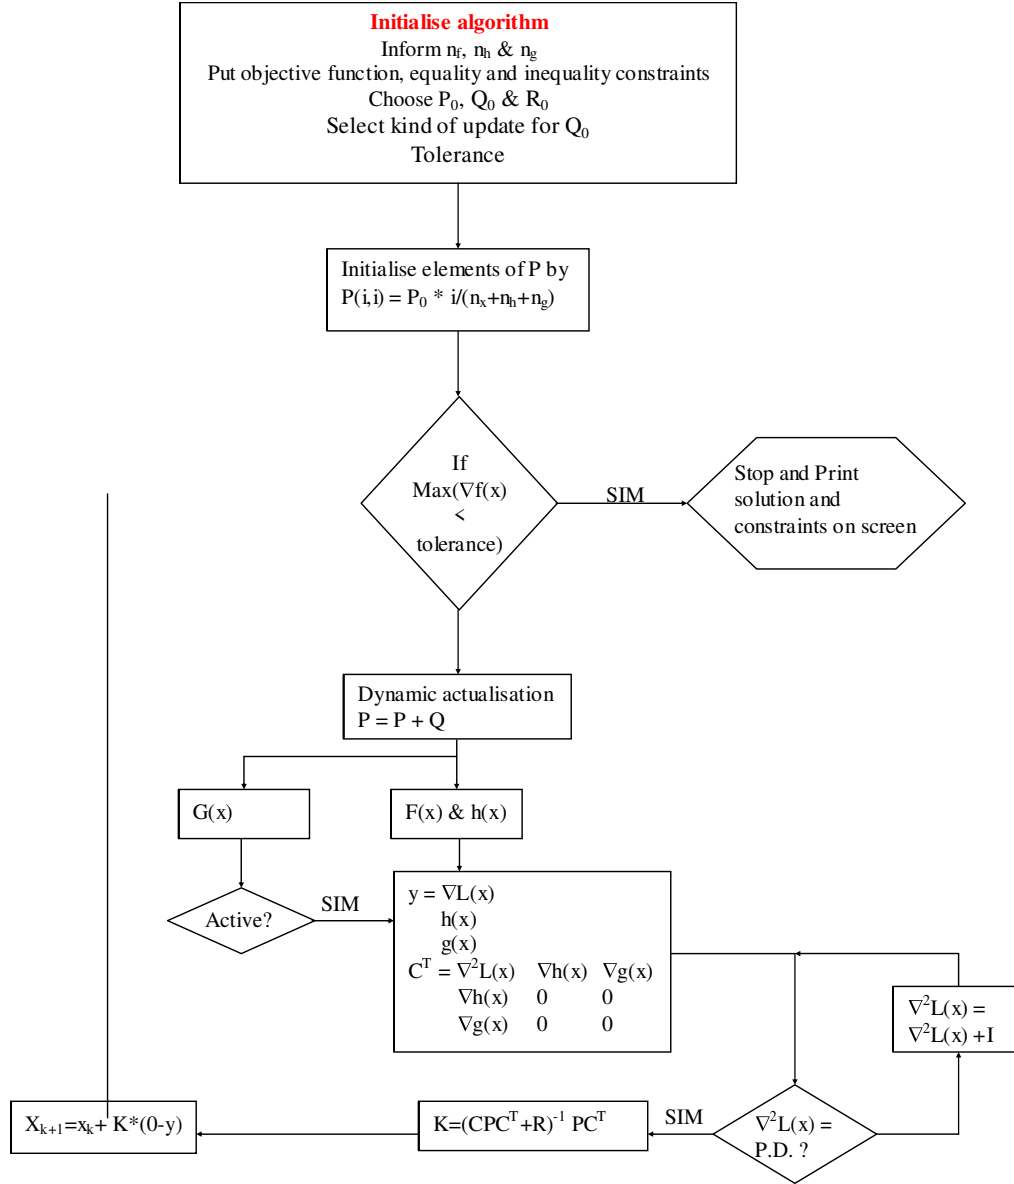 Initialise algorithm
Inform n_f, n_h & n_g
Put objective function, equality and inequality constraints
Choose P_0, Q_0 & R_0
Select kind of update for Q_0
Tolerance
Initialise elements of P by
P(i,i) = P_0 * i/(n_x+n_h+n_g)
If
Max(∇f(x)
<
tolerance)
SIM
Stop and Print
solution and
constraints on screen
Dynamic actualisation
P = P + Q
G(x)
F(x) & h(x)
Active?
SIM
y = ∇L(x)
h(x)
g(x)
C^T = ∇²L(x) ∇h(x) ∇g(x)
∇h(x) 0 0
∇g(x) 0 0
∇²L(x) =
∇²L(x) +I
∇²L(x) =
P.D. ?
SIM
K=(CPC^T+R)^-1 PC^T
X_k+1=x_k+ K*(0-y)